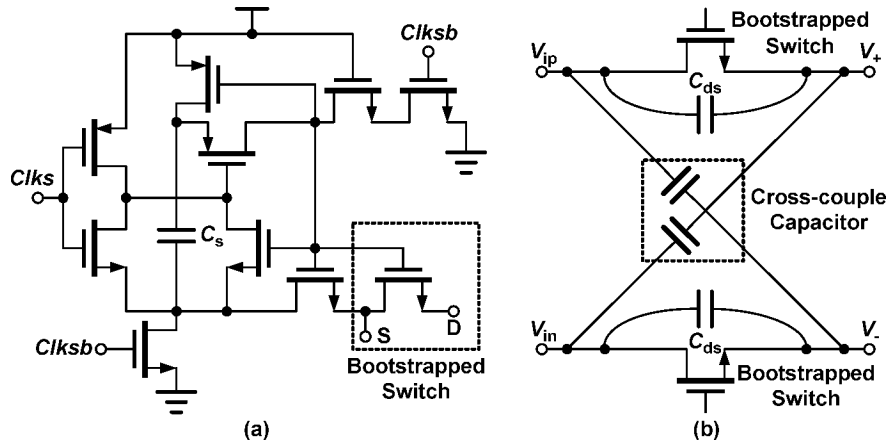 Clksb
Clks
Cs
Clksb
S
D
Bootstrapped
Switch
(a)
Bootstrapped
Switch
Vip
V+
Cds
Cross-couple
Capacitor
Vin
V-
Cds
Bootstrapped
Switch
(b)